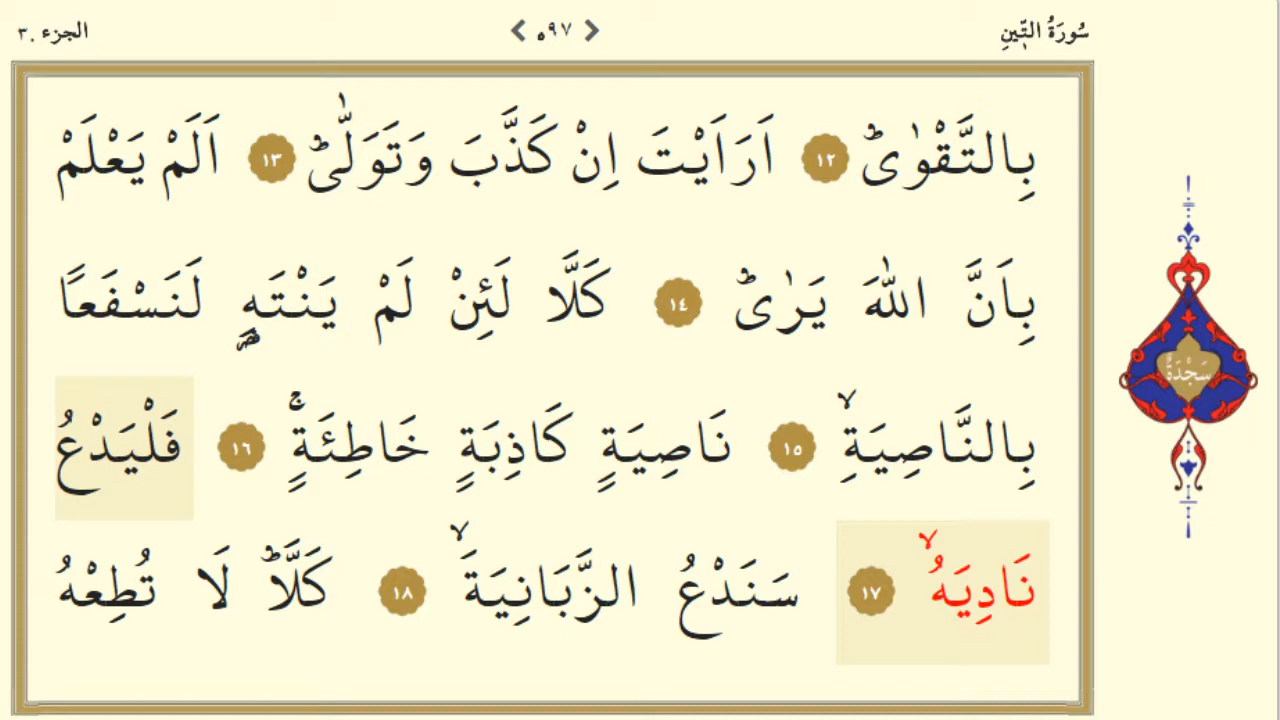 سُورَةُ التّ۪ينِ
٥٩٧
الجزء ٣٠
بِالتَّقْوٰىۜ ١٢ اَرَاَيْتَ اِنْ كَذَّبَ وَتَوَلّٰىۜ ١٣ اَلَمْ يَعْلَمْ
بِاَنَّ اللّٰهَ يَرٰىۜ ١٤ كَلَّا لَئِنْ لَمْ يَنْتَهِ۬ لَنَسْفَعًا
بِالنَّاصِيَةِۙ ١٥ نَاصِيَةٍ كَاذِبَةٍ خَاطِئَةٍۚ ١٦ فَلْيَدْعُ
نَادِيَهُۙ ١٧ سَنَدْعُ الزَّبَانِيَةَۙ ١٨ كَلَّاۜ لَا تُطِعْهُ
سَجْدَةٌ